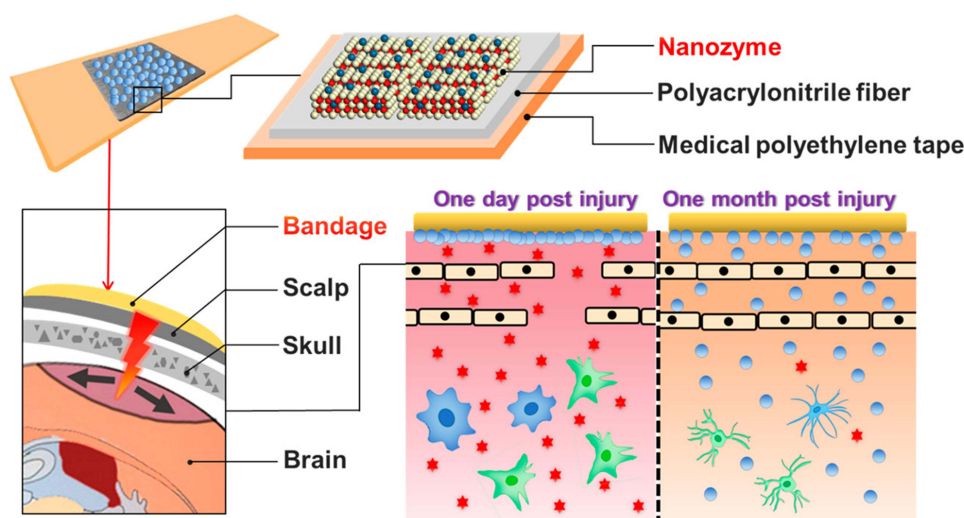 Nanozyme
Polyacrylonitrile fiber
Medical polyethylene tape
One day post injury
One month post injury
Bandage
Scalp
Skull
Brain